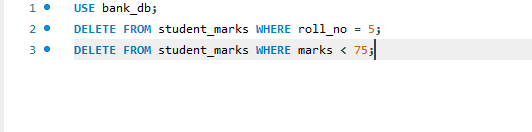 1 USE bank_db;
2 DELETE FROM student_marks WHERE roll_no = 5;
3 DELETE FROM student_marks WHERE marks < 75;